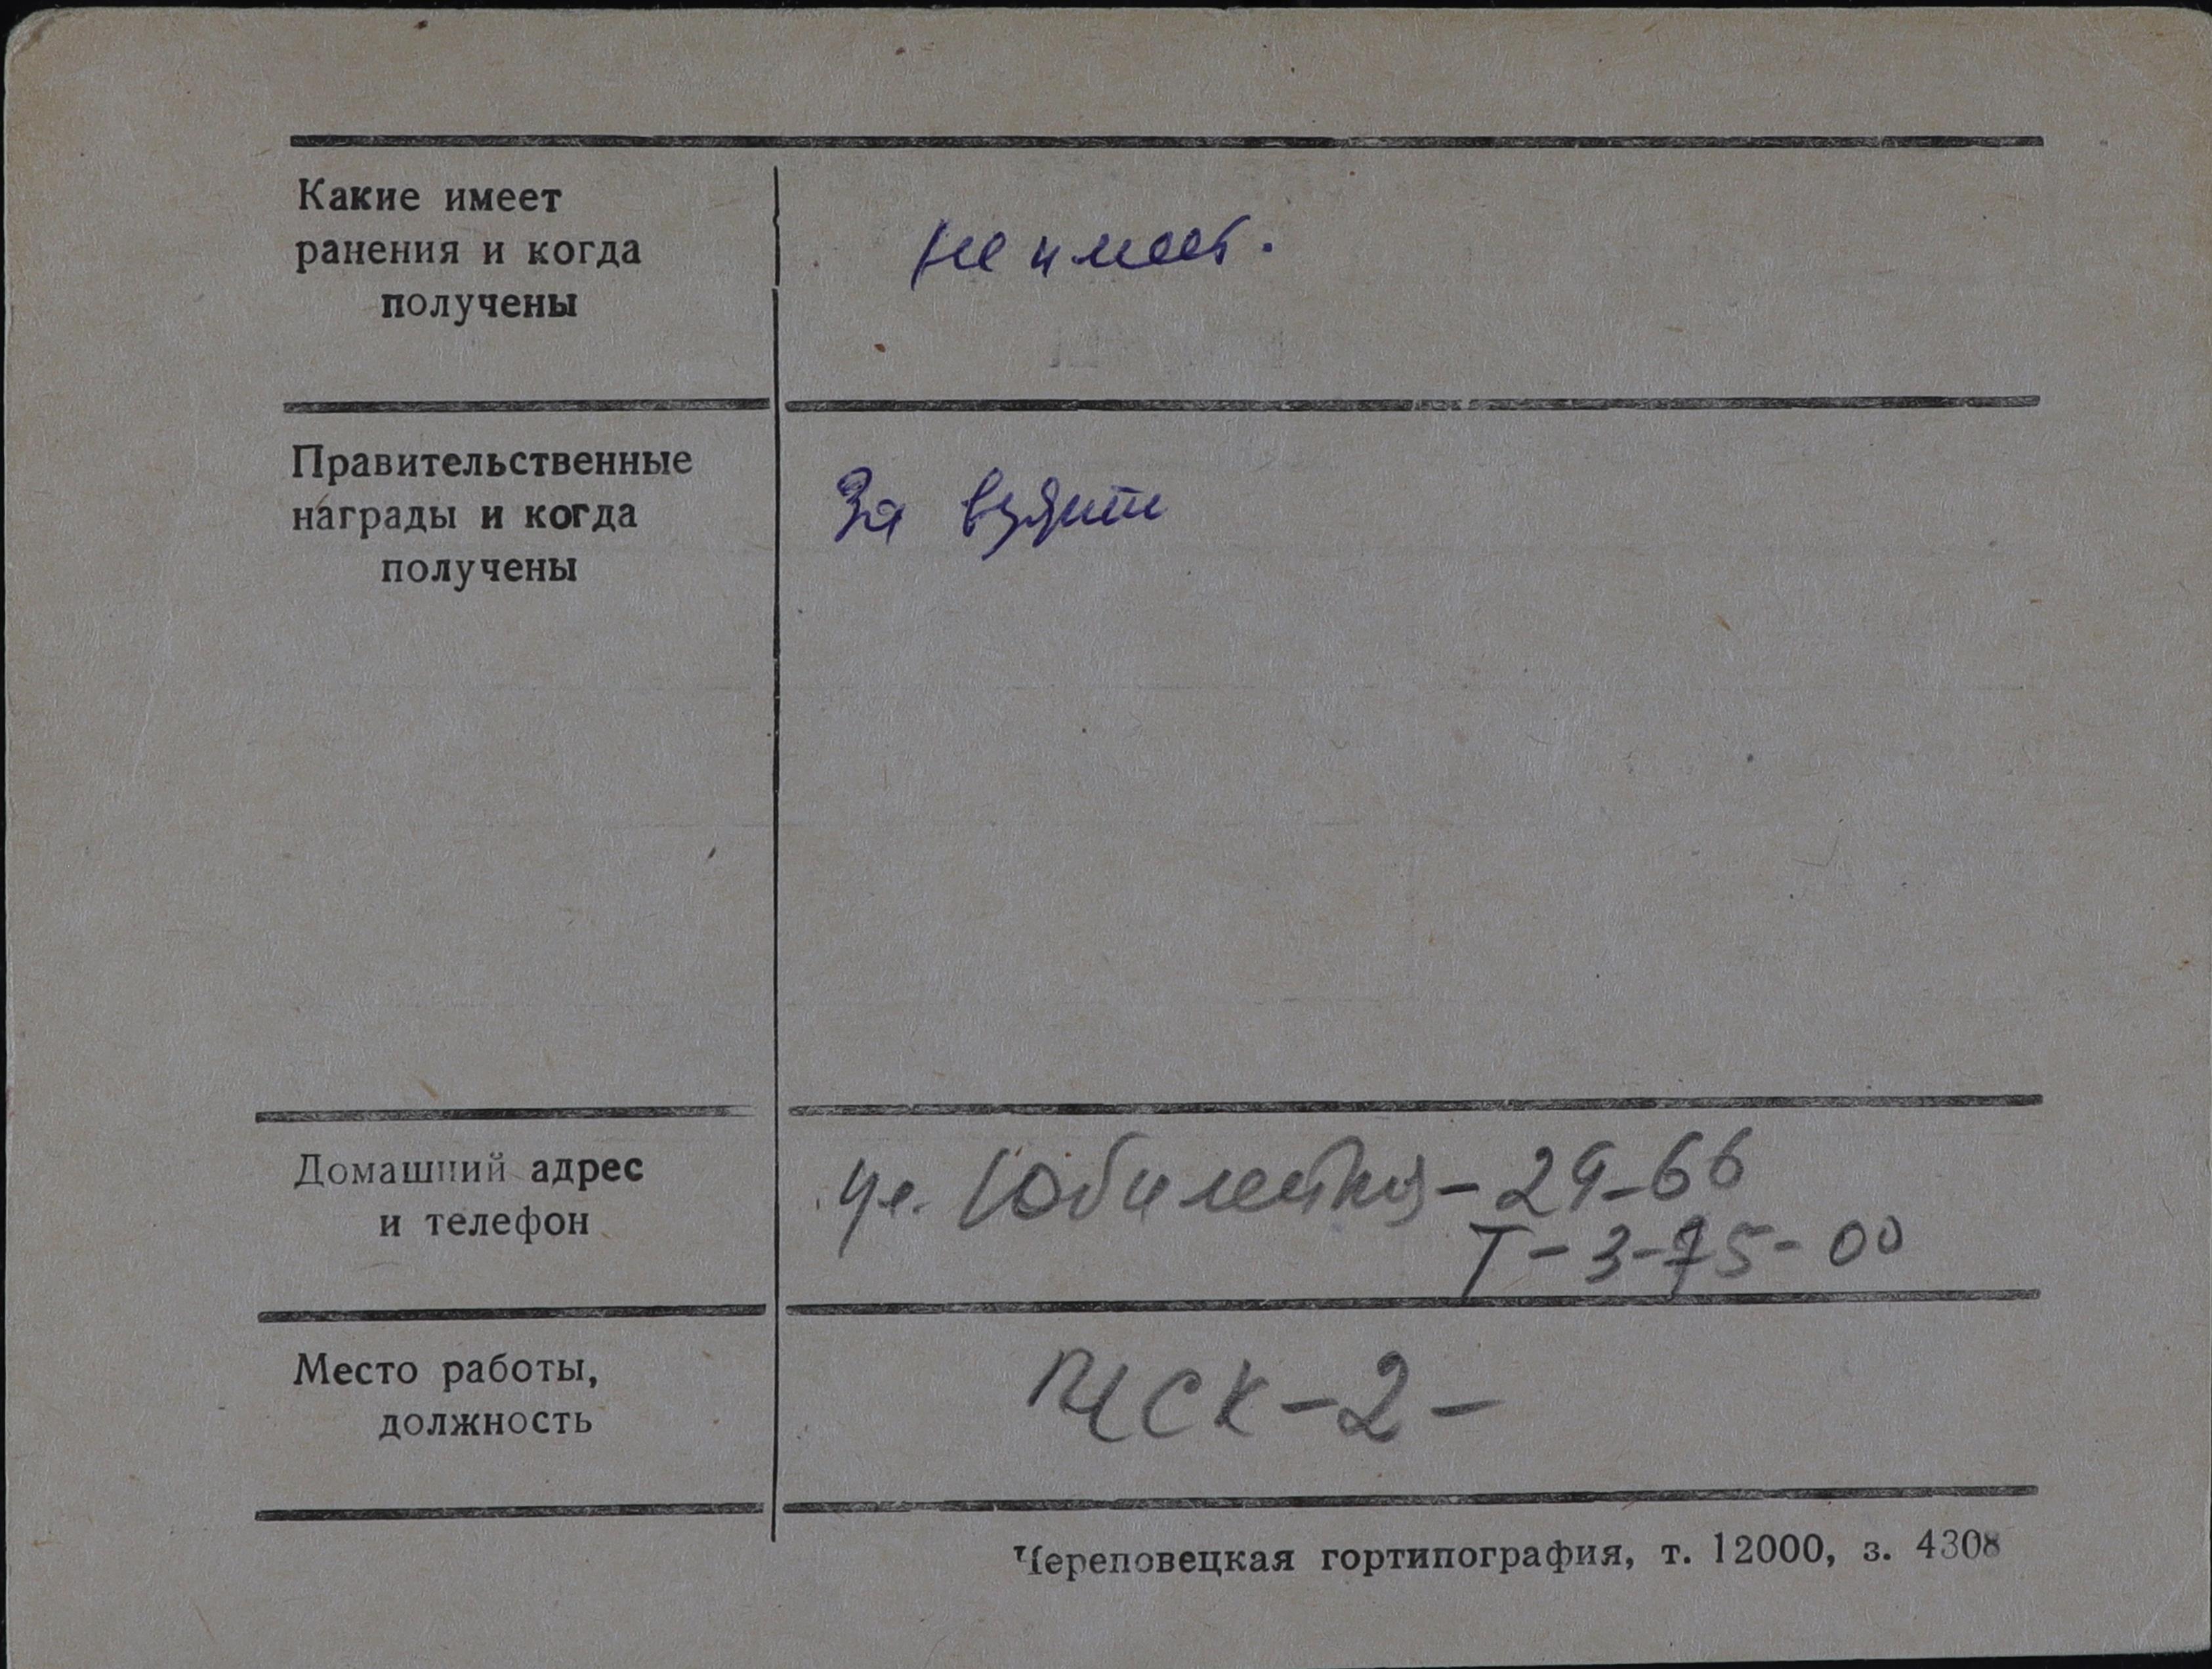 Какие имеет
ранения и когда
получены
не имеет.
Правительственные
награды и когда
получены
За взятие
Домашний адрес
и телефон
ул. Юбилейная - 29-66
Т-3-75-00
Место работы,
должность
ЧСК-2-
Череповецкая гортипография, т. 12000, з. 4308